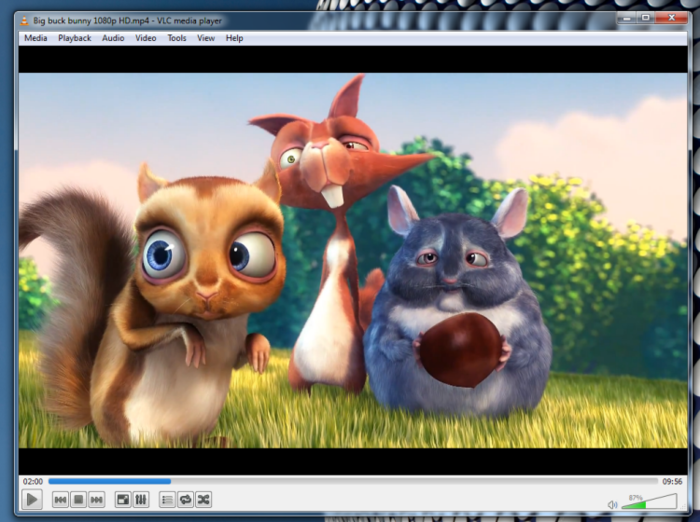 Big buck bunny 1080p HD.mp4 - VLC media player
Media Playback Audio Video Tools View Help
02:00 09:56
87%